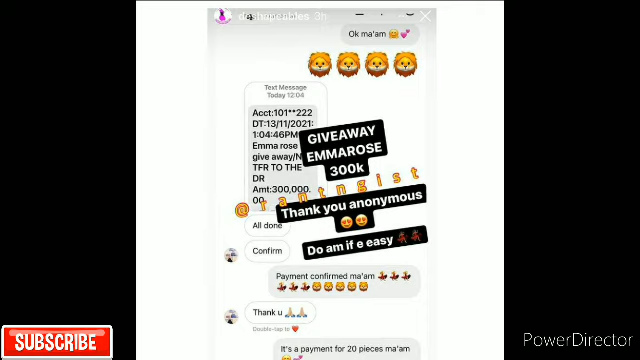 3h
Ok ma'am 🤗💕
🦁🦁🦁🦁
Text Message
Today 12:04
Acct:101**222
DT:13/11/2021:
1:04:46PM
Emma rose
give away/N
TFR TO THE
DR
Amt:300,000.
00
GIVEAWAY
EMMAROSE
300k
@rantngist
Thank you anonymous
😍😍
Do am if e easy 💃💃
All done
Confirm
Payment confirmed ma'am 💃💃💃
💃💃💃🦁🦁🦁🦁🦁
Thank u 🙏🙏
Double-tap to ❤️
It's a payment for 20 pieces ma'am
SUBSCRIBE
PowerDirector